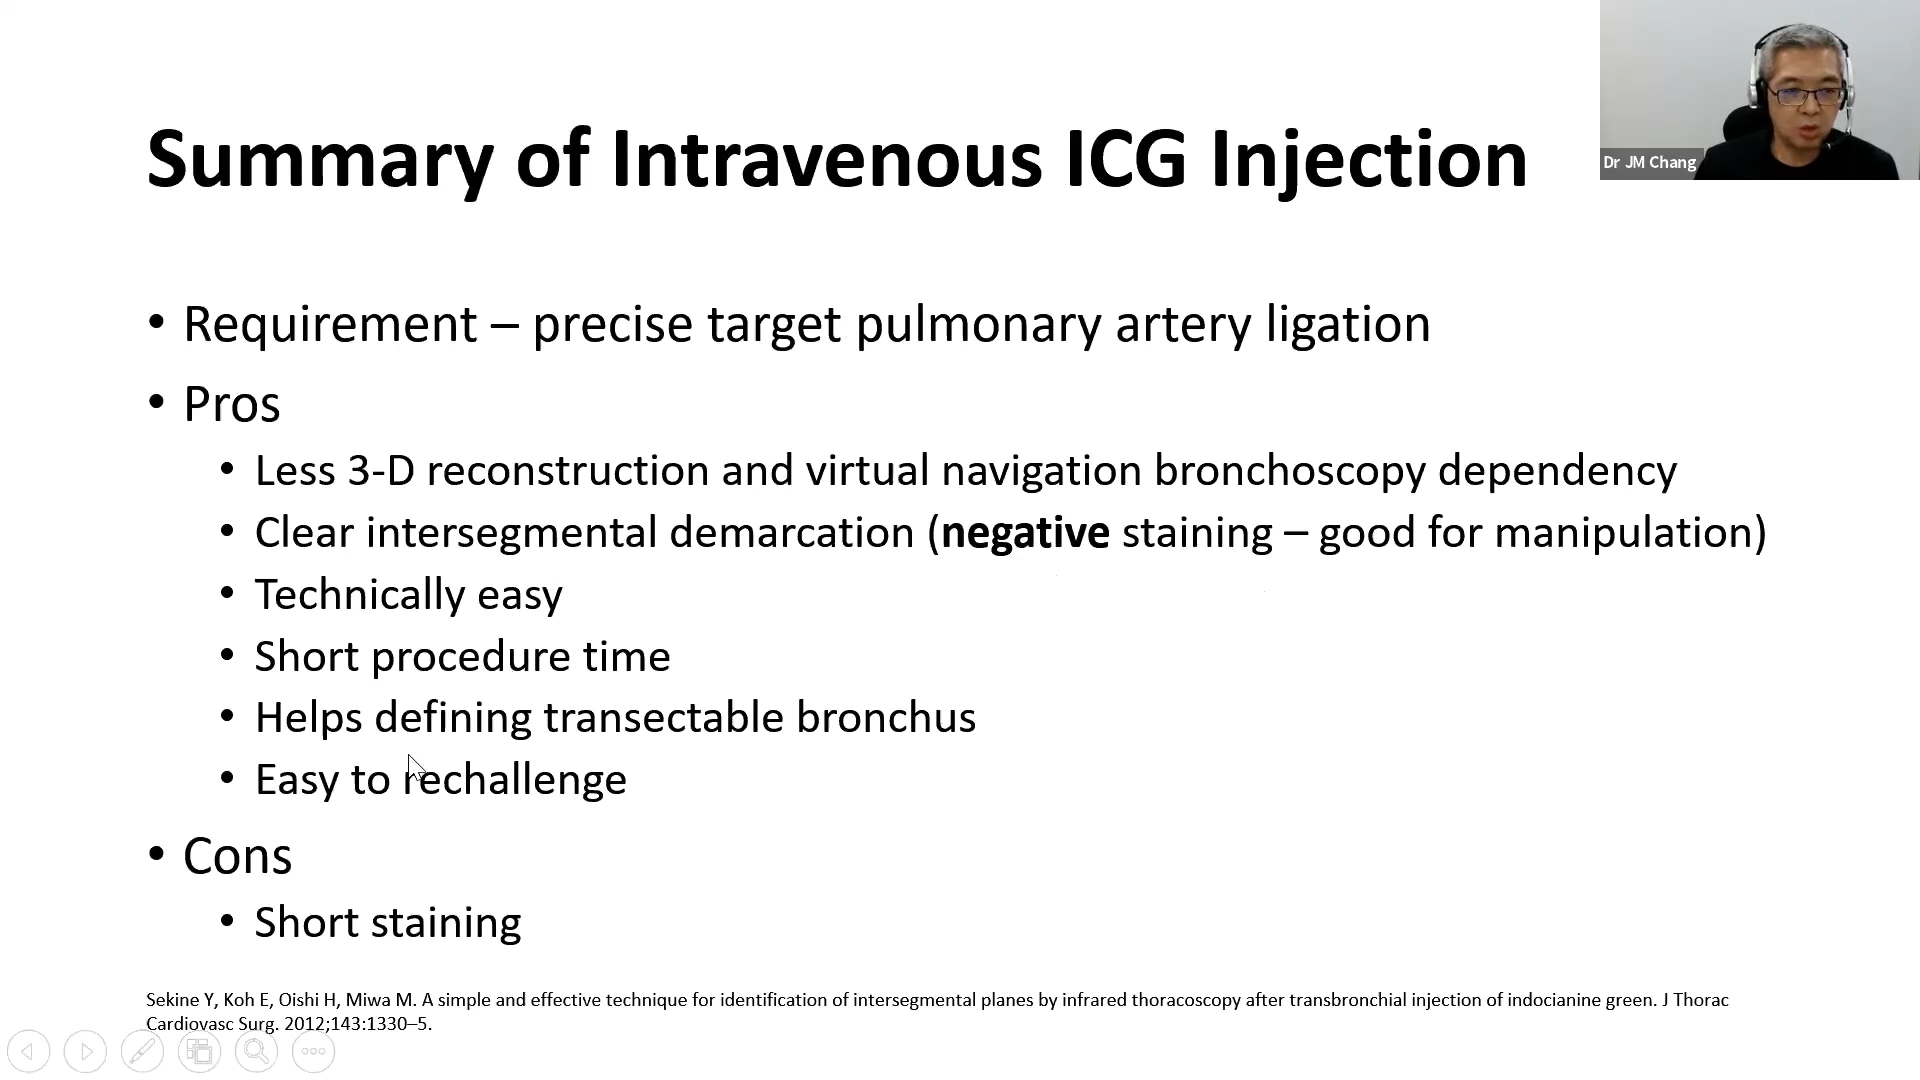 Summary of Intravenous ICG Injection
Dr JM Chang
• Requirement – precise target pulmonary artery ligation
• Pros
• Less 3-D reconstruction and virtual navigation bronchoscopy dependency
• Clear intersegmental demarcation (negative staining – good for manipulation)
• Technically easy
• Short procedure time
• Helps defining transectable bronchus
• Easy to rechallenge
• Cons
• Short staining
Sekine Y, Koh E, Oishi H, Miwa M. A simple and effective technique for identification of intersegmental planes by infrared thoracoscopy after transbronchial injection of indocianine green. J Thorac
Cardiovasc Surg. 2012;143:1330–5.